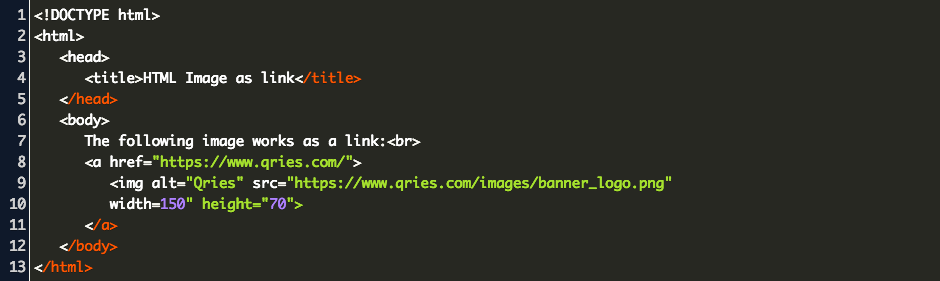 1 <!DOCTYPE html>
2 <html>
3    <head>
4       <title>HTML Image as link</title>
5    </head>
6    <body>
7       The following image works as a link:<br>
8       <a href="https://www.qries.com/">
9          <img alt="Qries" src="https://www.qries.com/images/banner_logo.png"
10          width=150" height="70">
11       </a>
12    </body>
13 </html>